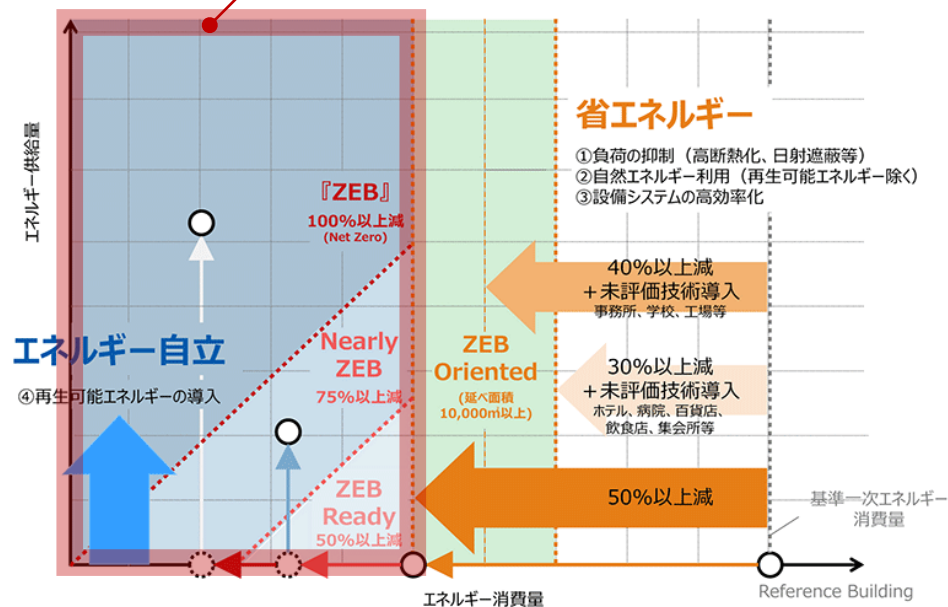 エネルギー供給量
省エネルギー
①負荷の抑制（高断熱化、日射遮蔽等）
②自然エネルギー利用（再生可能エネルギー除く）
③設備システムの高効率化
『ZEB』
100%以上減
(Net Zero)
40%以上減
＋未評価技術導入
事務所、学校、工場等
エネルギー自立
④再生可能エネルギーの導入
Nearly
ZEB
75%以上減
ZEB
Oriented
(延べ面積
10,000㎡以上)
30%以上減
＋未評価技術導入
ホテル、病院、百貨店、
飲食店、集会所等
ZEB
Ready
50%以上減
50%以上減
基準一次エネルギー
消費量
エネルギー消費量
Reference Building